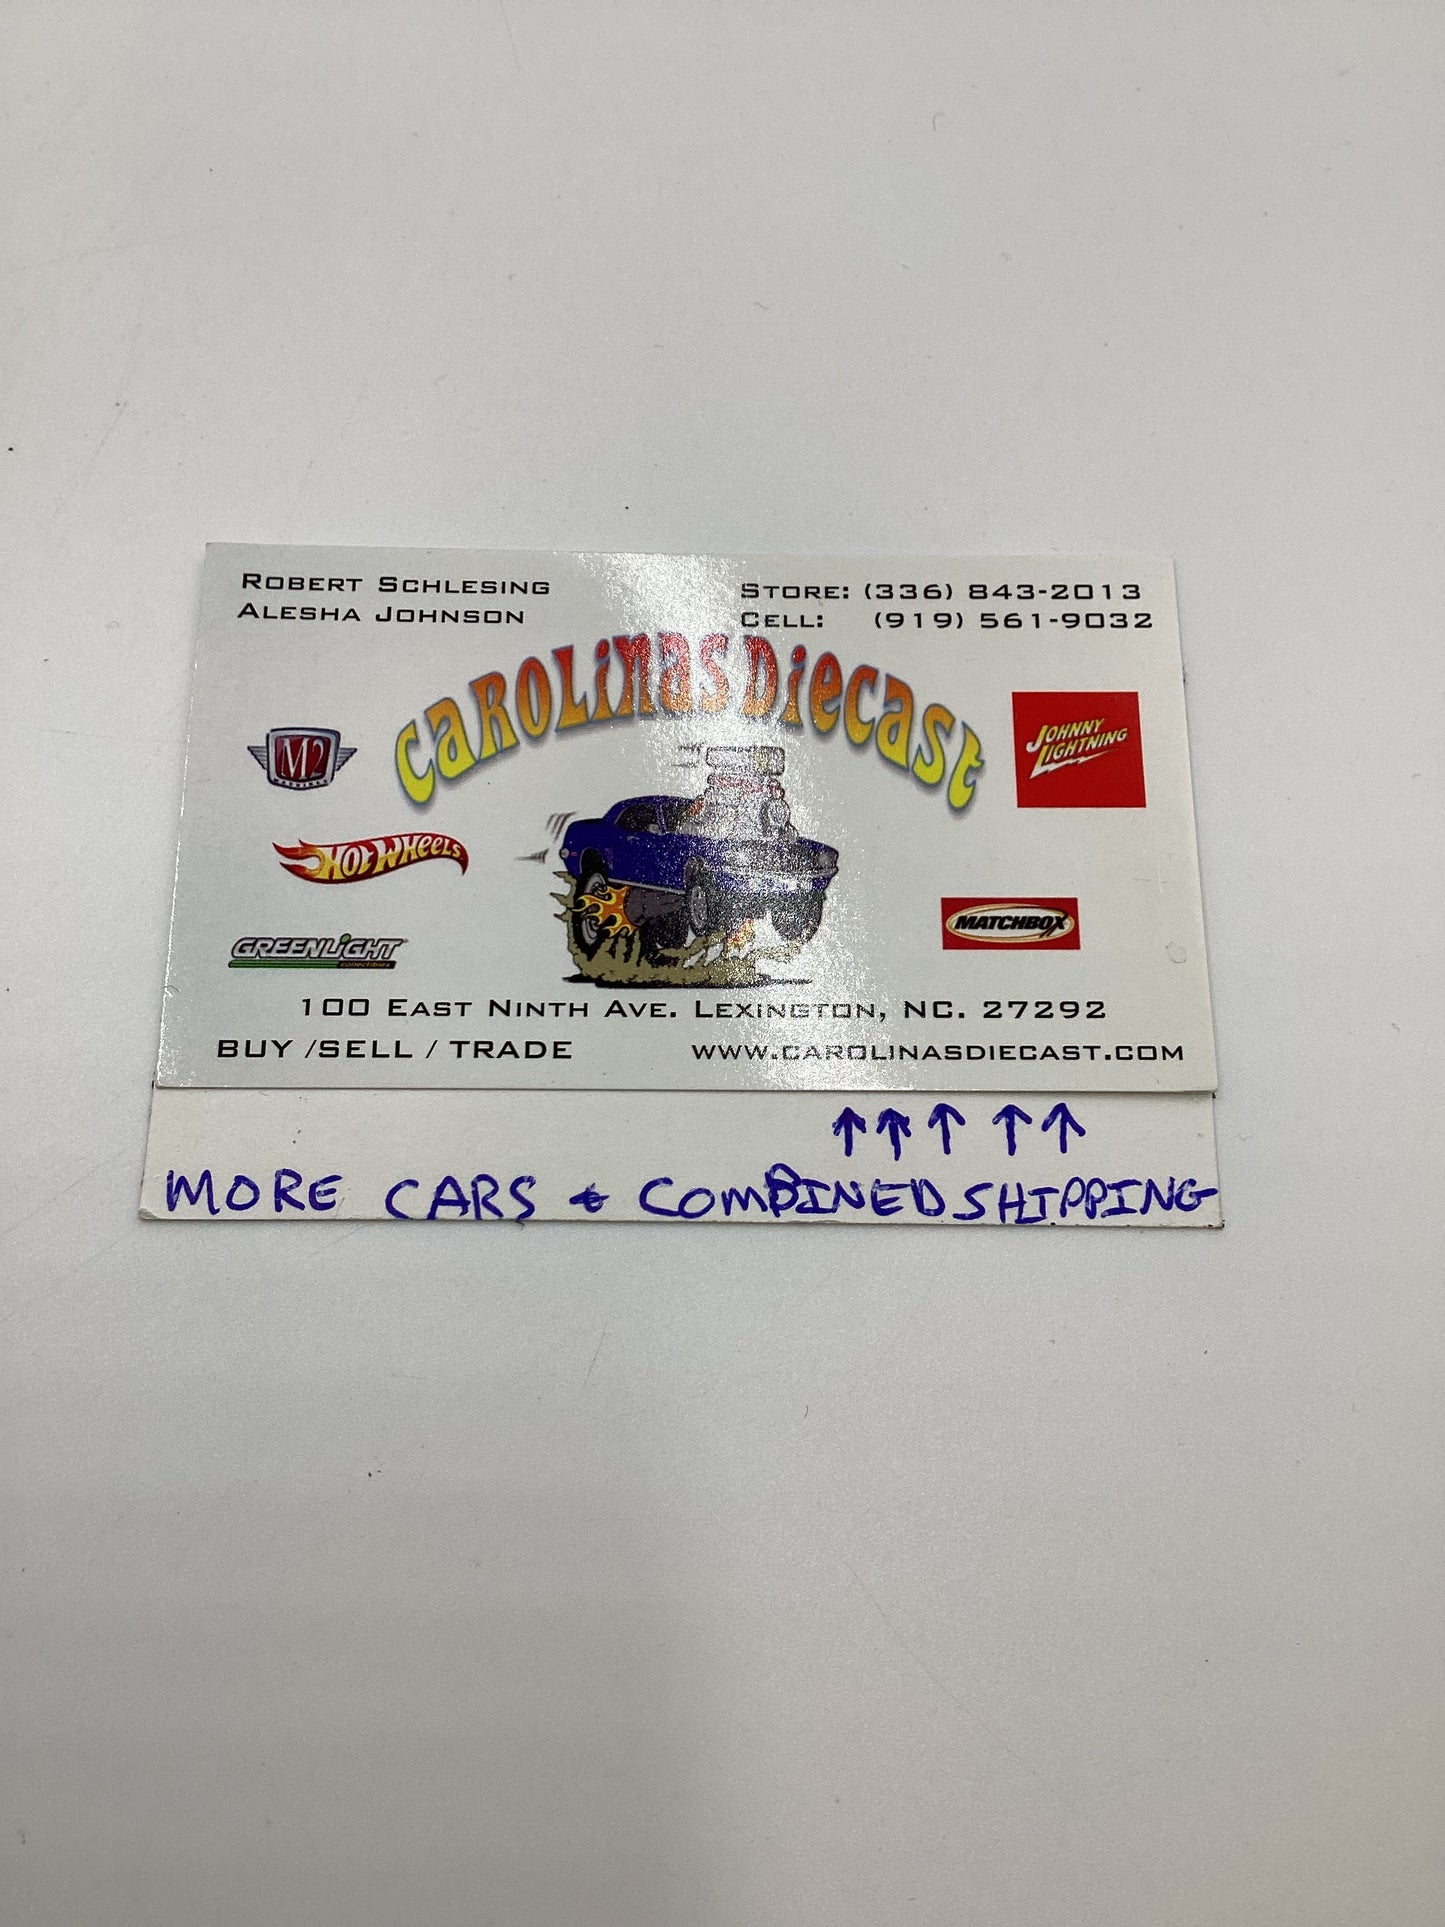 ROBERT SCHLESING
ALESHA JOHNSON
STORE: (336) 843-2013
CELL: (919) 561-9032
CAROLINAS DIECAST
M2
MACHINES
JOHNNY
LIGHTNING
HOT WHEELS
MATCHBOX
GREENLIGHT
collectibles
100 EAST NINTH AVE. LEXINGTON, NC. 27292
BUY /SELL / TRADE
WWW.CAROLINASDIECAST.COM
↑ ↑ ↑ ↑ ↑
MORE CARS & COMBINED SHIPPING